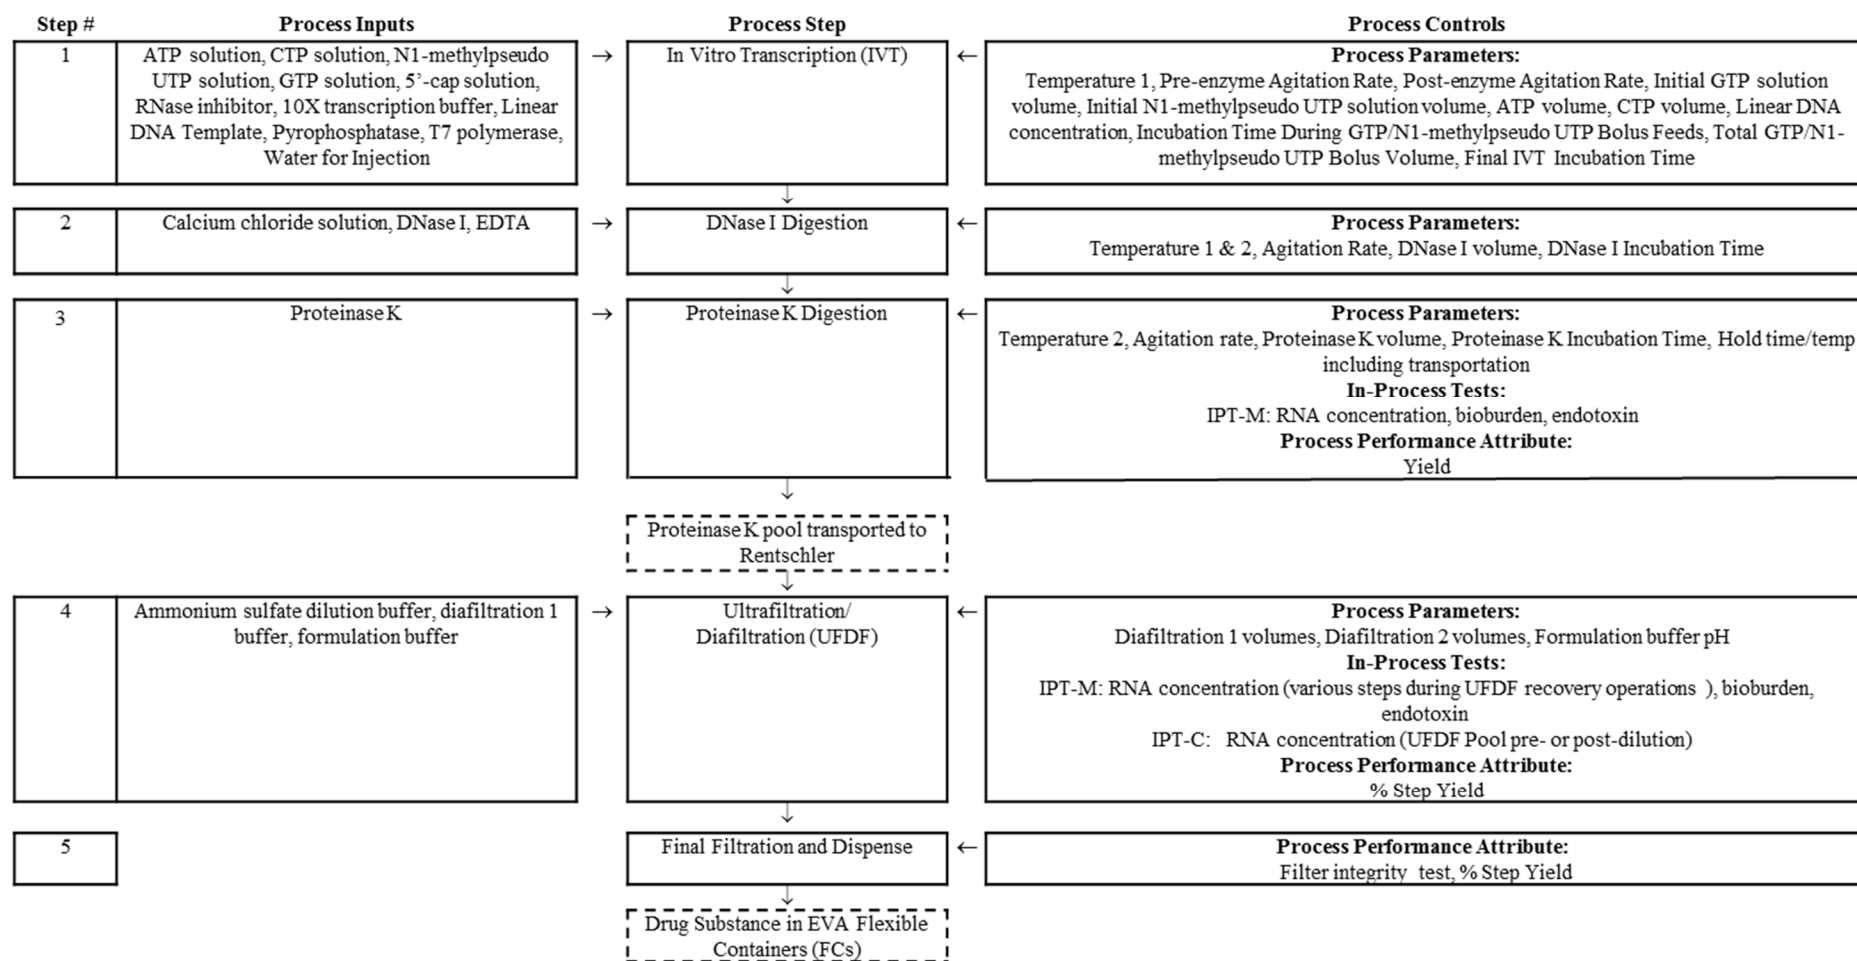 Step #
Process Inputs
Process Step
Process Controls
1
ATP solution, CTP solution, N1-methylpseudo
UTP solution, GTP solution, 5’-cap solution,
RNase inhibitor, 10X transcription buffer, Linear
DNA Template, Pyrophosphatase, T7 polymerase,
Water for Injection
→
In Vitro Transcription (IVT)
←
Process Parameters:
Temperature 1, Pre-enzyme Agitation Rate, Post-enzyme Agitation Rate, Initial GTP solution
volume, Initial N1-methylpseudo UTP solution volume, ATP volume, CTP volume, Linear DNA
concentration, Incubation Time During GTP/N1-methylpseudo UTP Bolus Feeds, Total GTP/N1-
methylpseudo UTP Bolus Volume, Final IVT Incubation Time
↓
2
Calcium chloride solution, DNase I, EDTA
→
DNase I Digestion
←
Process Parameters:
Temperature 1 & 2, Agitation Rate, DNase I volume, DNase I Incubation Time
↓
3
Proteinase K
→
Proteinase K Digestion
←
Process Parameters:
Temperature 2, Agitation rate, Proteinase K volume, Proteinase K Incubation Time, Hold time/temp
including transportation
In-Process Tests:
IPT-M: RNA concentration, bioburden, endotoxin
Process Performance Attribute:
Yield
↓
Proteinase K pool transported to
Rentschler
↓
4
Ammonium sulfate dilution buffer, diafiltration 1
buffer, formulation buffer
→
Ultrafiltration/
Diafiltration (UFDF)
←
Process Parameters:
Diafiltration 1 volumes, Diafiltration 2 volumes, Formulation buffer pH
In-Process Tests:
IPT-M: RNA concentration (various steps during UFDF recovery operations ), bioburden,
endotoxin
IPT-C: RNA concentration (UFDF Pool pre- or post-dilution)
Process Performance Attribute:
% Step Yield
↓
5
Final Filtration and Dispense
←
Process Performance Attribute:
Filter integrity test, % Step Yield
↓
Drug Substance in EVA Flexible
Containers (FCs)